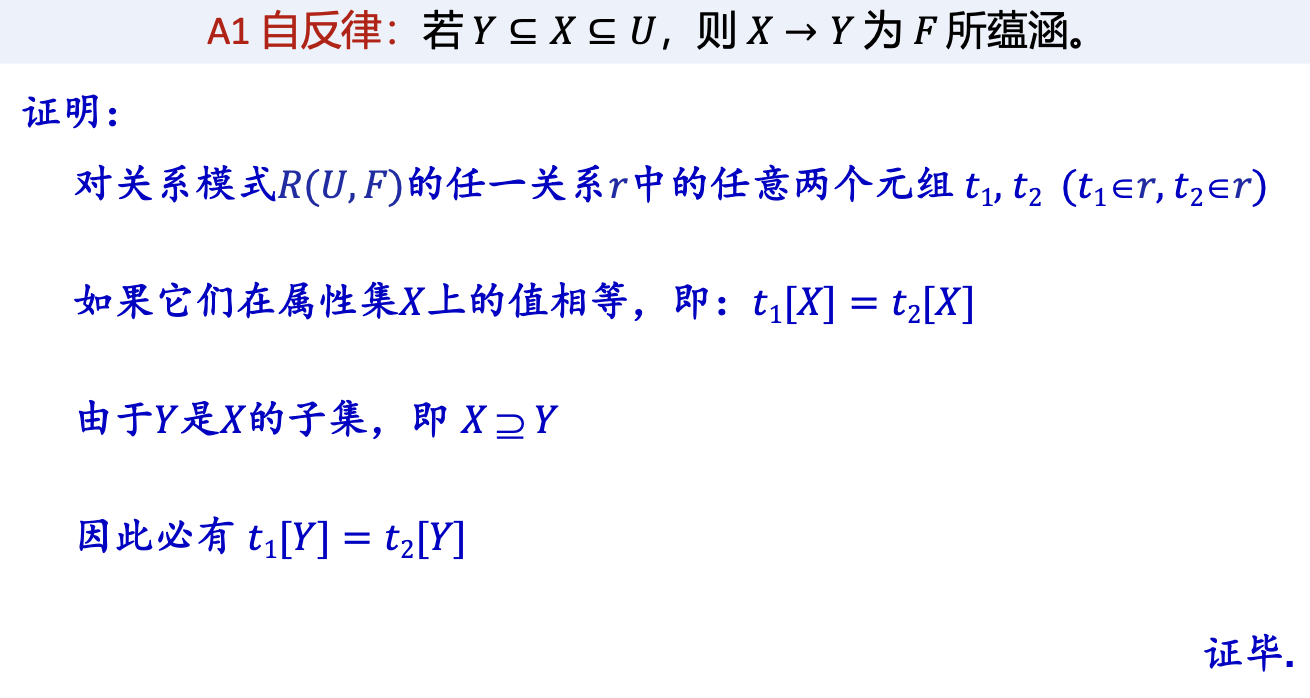 A1 自反律：若 Y ⊆ X ⊆ U，则 X → Y 为 F 所蕴涵。
证明：
对关系模式R(U, F)的任一关系r中的任意两个元组 t₁, t₂ (t₁∈r, t₂∈r)
如果它们在属性集X上的值相等，即：t₁[X] = t₂[X]
由于Y是X的子集，即 X ⊇ Y
因此必有 t₁[Y] = t₂[Y]
证毕.